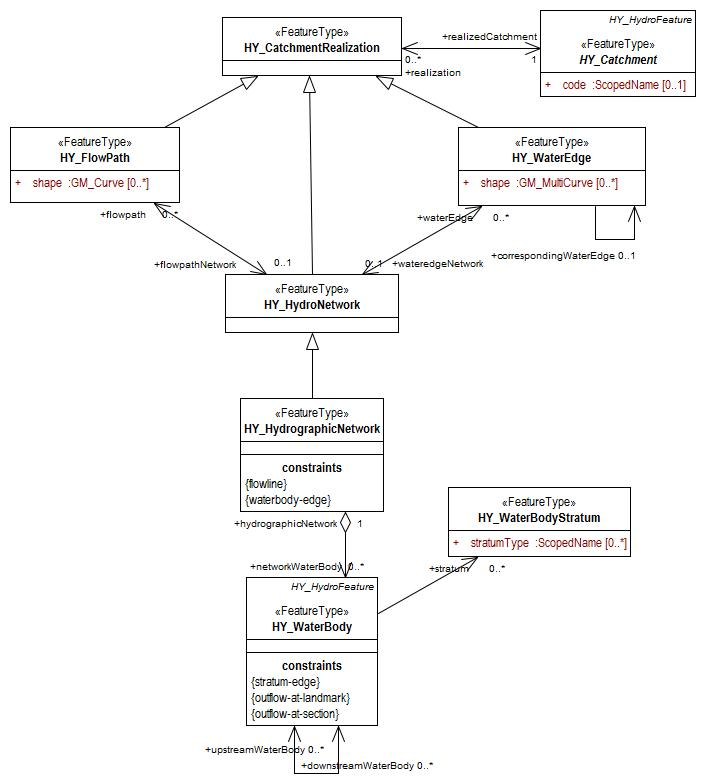 «FeatureType»
HY_CatchmentRealization
+realizedCatchment
0..*
1
+realization
HY_HydroFeature
«FeatureType»
HY_Catchment
+ code :ScopedName [0..1]
«FeatureType»
HY_FlowPath
+ shape :GM_Curve [0..*]
«FeatureType»
HY_WaterEdge
+ shape :GM_MultiCurve [0..*]
+flowpath 0..*
+waterEdge 0..*
+correspondingWaterEdge 0..1
+flowpathNetwork 0..1
0..1 +wateredgeNetwork
«FeatureType»
HY_HydroNetwork
«FeatureType»
HY_HydrographicNetwork
constraints
{flowline}
{waterbody-edge}
+hydrographicNetwork 1
«FeatureType»
HY_WaterBodyStratum
+ stratumType :ScopedName [0..*]
+networkWaterBody 0..*
+stratum 0..*
HY_HydroFeature
«FeatureType»
HY_WaterBody
constraints
{stratum-edge}
{outflow-at-landmark}
{outflow-at-section}
+upstreamWaterBody 0..*
+downstreamWaterBody 0..*